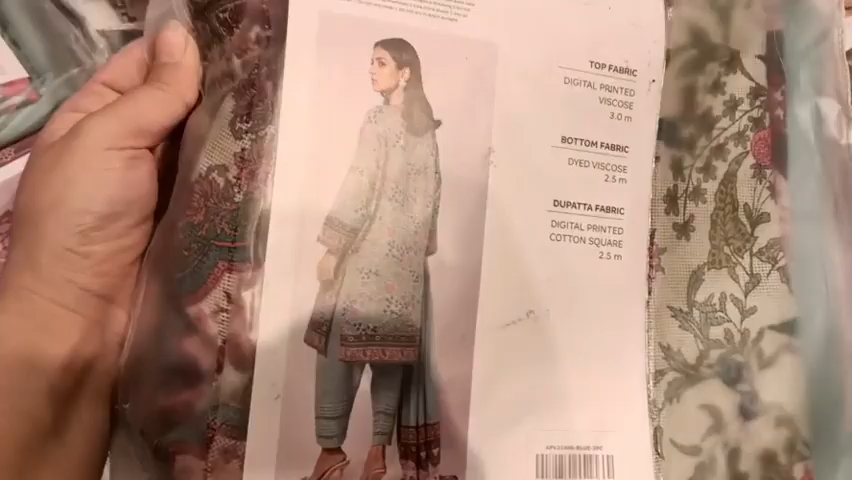 TOP FABRIC
DIGITAL PRINTED
VISCOSE
3.0 m
BOTTOM FABRIC
DYED VISCOSE
2.5 m
DUPATTA FABRIC
DIGITAL PRINTED
COTTON SQUARE
2.5 m